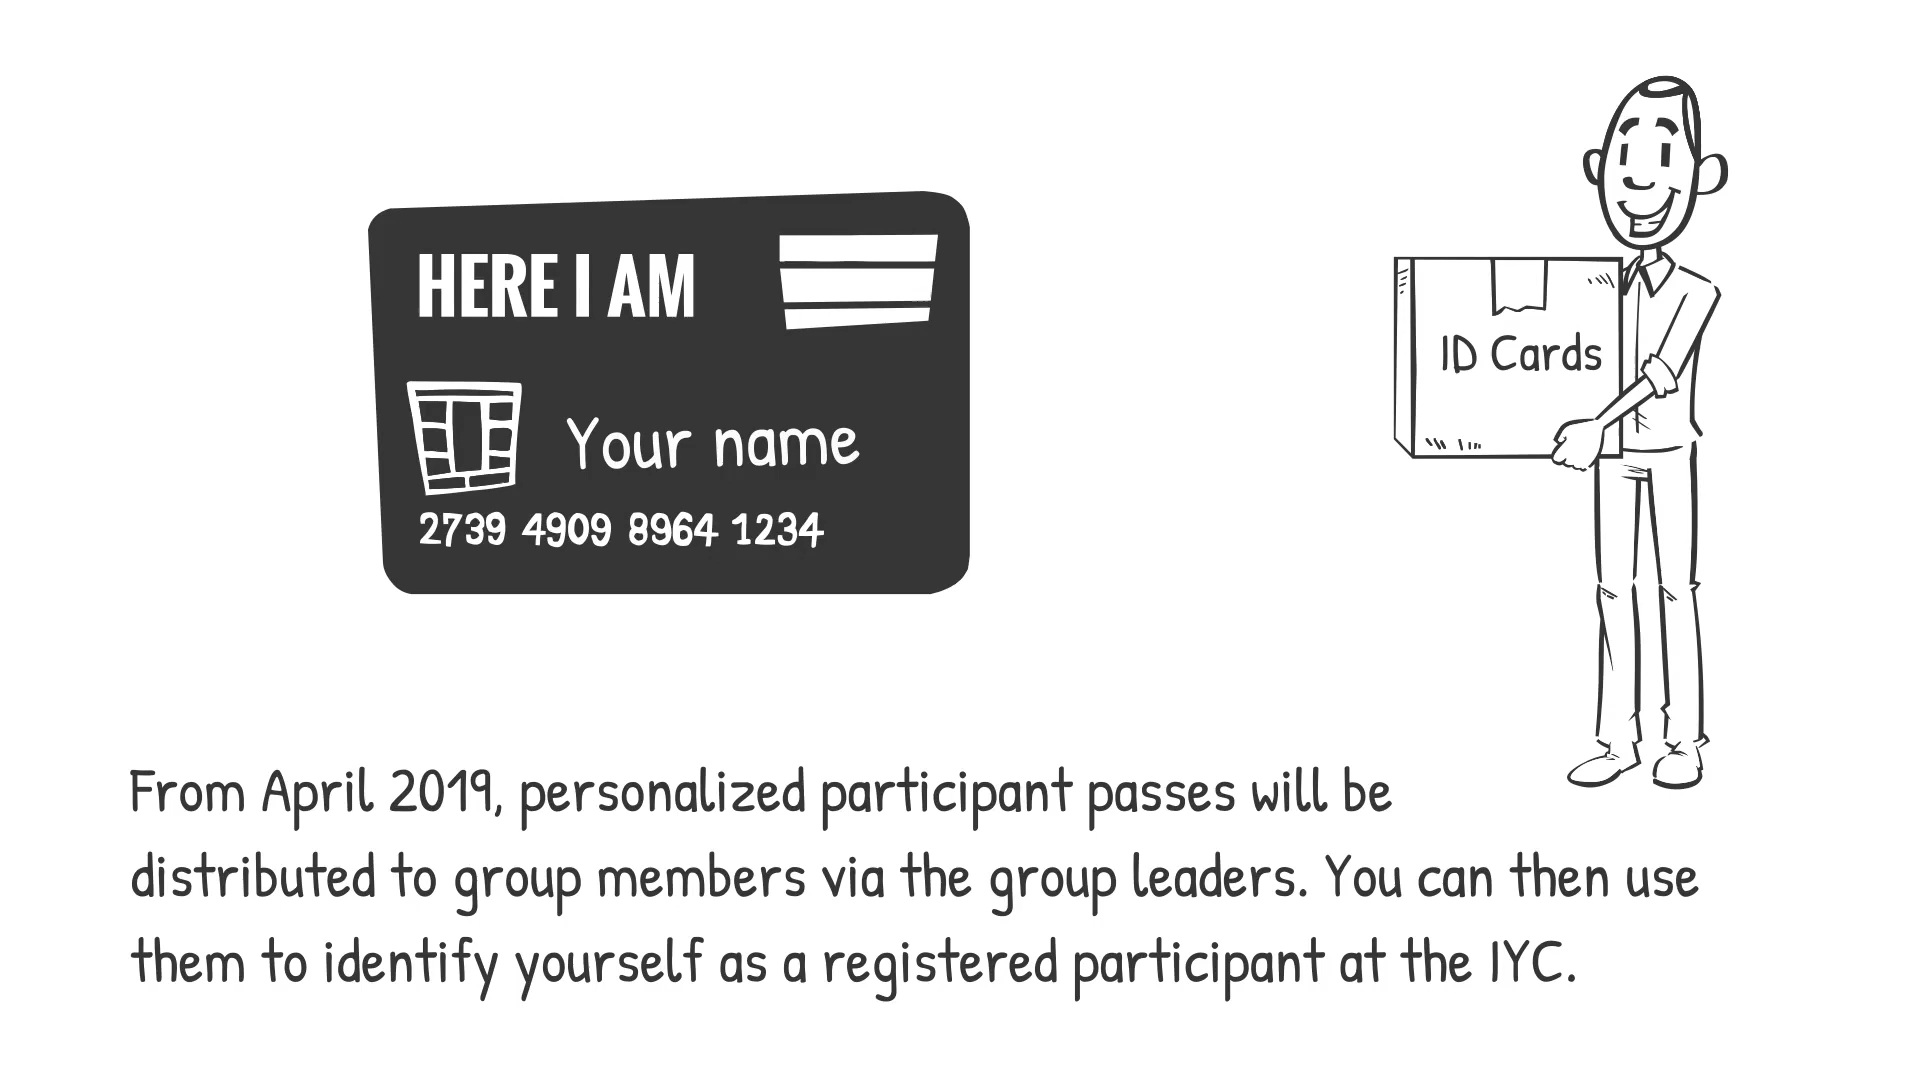 HERE I AM
Your name
2739 4909 8964 1234
ID Cards
From April 2019, personalized participant passes will be
distributed to group members via the group leaders. You can then use
them to identify yourself as a registered participant at the IYC.